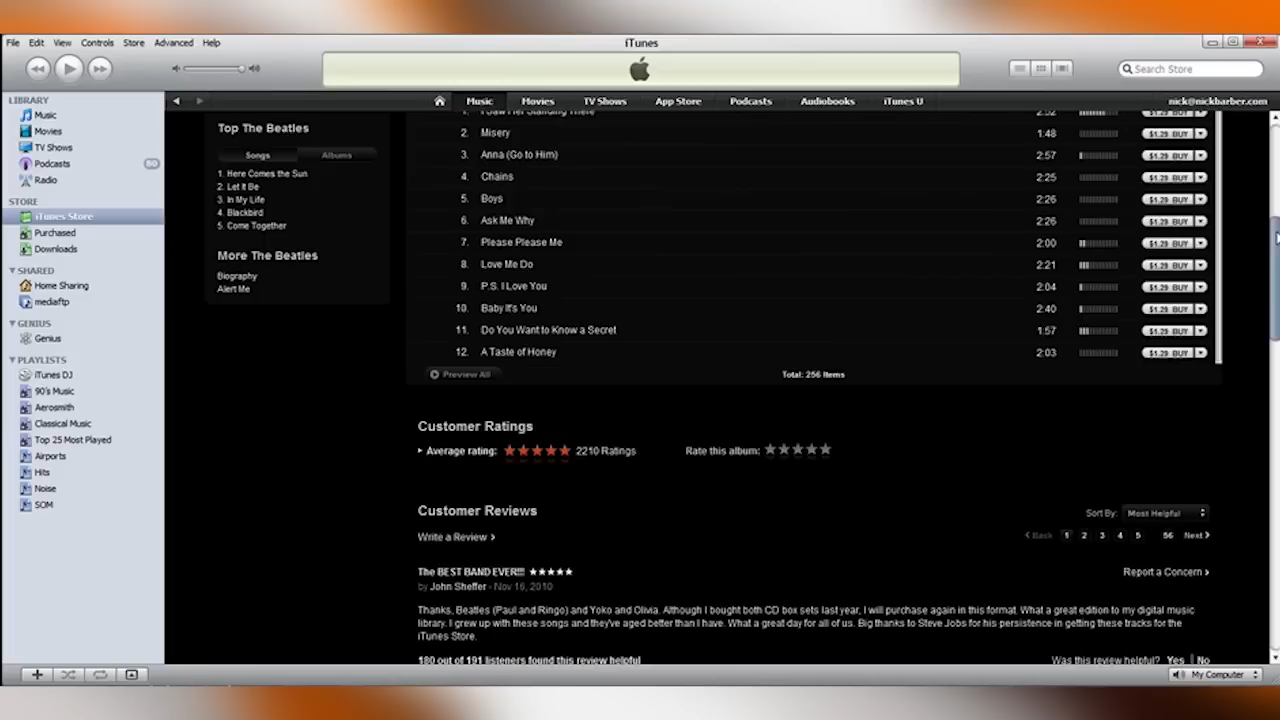 File Edit View Controls Store Advanced Help
iTunes
Search Store
LIBRARY
Music
Movies
TV Shows
Podcasts
Radio
STORE
iTunes Store
Purchased
Downloads
SHARED
Home Sharing
mediaftp
GENIUS
Genius
PLAYLISTS
iTunes DJ
90's Music
Aerosmith
Classical Music
Top 25 Most Played
Airports
Hits
Noise
SOM
Music Movies TV Shows App Store Podcasts Audiobooks iTunes U nick@nickbarber.com
Top The Beatles
Songs Albums
1. Here Comes the Sun
2. Let It Be
3. In My Life
4. Blackbird
5. Come Together
More The Beatles
Biography
Alert Me
1. I Saw Her Standing There 2:52 $1.29 BUY
2. Misery 1:48 $1.29 BUY
3. Anna (Go to Him) 2:57 $1.29 BUY
4. Chains 2:25 $1.29 BUY
5. Boys 2:26 $1.29 BUY
6. Ask Me Why 2:26 $1.29 BUY
7. Please Please Me 2:00 $1.29 BUY
8. Love Me Do 2:21 $1.29 BUY
9. P.S. I Love You 2:04 $1.29 BUY
10. Baby It's You 2:40 $1.29 BUY
11. Do You Want to Know a Secret 1:57 $1.29 BUY
12. A Taste of Honey 2:03 $1.29 BUY
Preview All Total: 256 Items
Customer Ratings
Average rating: 2210 Ratings Rate this album:
Customer Reviews
Sort By: Most Helpful
Write a Review > < Back 1 2 3 4 5 56 Next >
The BEST BAND EVER!!! Report a Concern >
by John Sheffer - Nov 16, 2010
Thanks, Beatles (Paul and Ringo) and Yoko and Olivia. Although I bought both CD box sets last year, I will purchase again in this format. What a great edition to my digital music
library. I grew up with these songs and they've aged better than I have. What a great day for all of us. Big thanks to Steve Jobs for his persistence in getting these tracks for the
iTunes Store.
180 out of 191 listeners found this review helpful Was this review helpful? Yes | No
My Computer